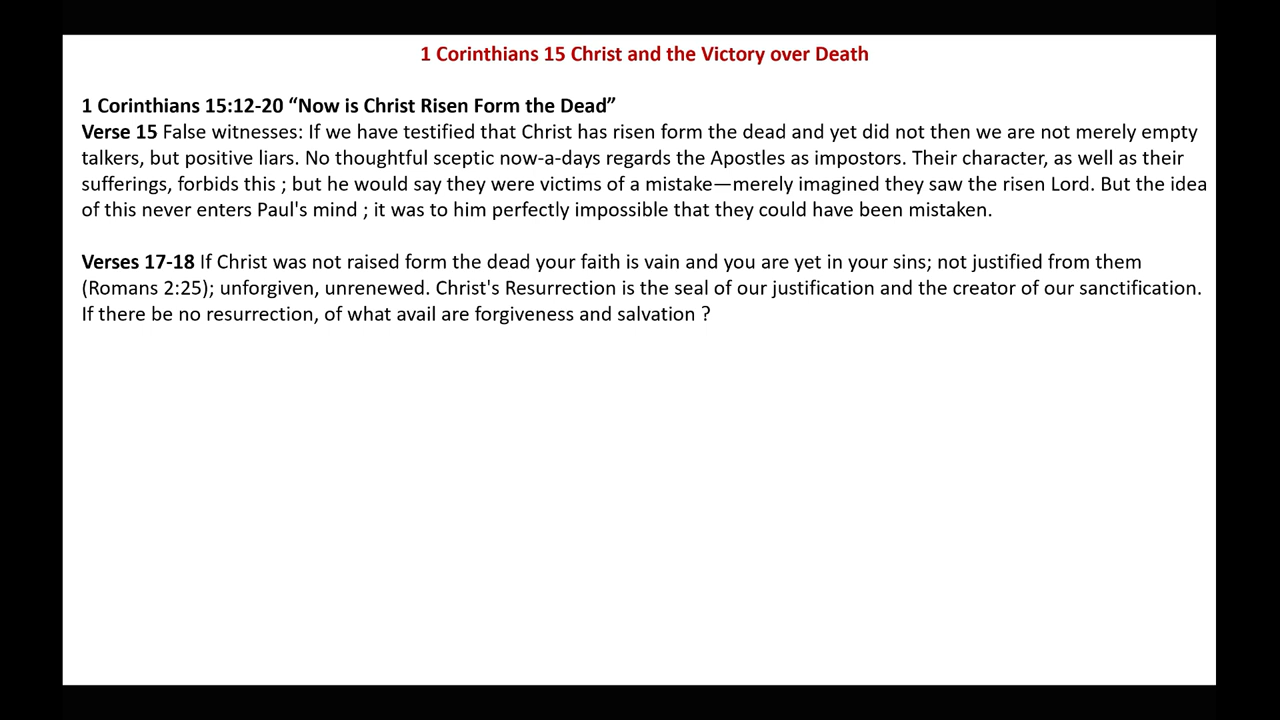 1 Corinthians 15 Christ and the Victory over Death
1 Corinthians 15:12-20 “Now is Christ Risen Form the Dead”
Verse 15 False witnesses: If we have testified that Christ has risen form the dead and yet did not then we are not merely empty
talkers, but positive liars. No thoughtful sceptic now-a-days regards the Apostles as impostors. Their character, as well as their
sufferings, forbids this ; but he would say they were victims of a mistake—merely imagined they saw the risen Lord. But the idea
of this never enters Paul's mind ; it was to him perfectly impossible that they could have been mistaken.
Verses 17-18 If Christ was not raised form the dead your faith is vain and you are yet in your sins; not justified from them
(Romans 2:25); unforgiven, unrenewed. Christ's Resurrection is the seal of our justification and the creator of our sanctification.
If there be no resurrection, of what avail are forgiveness and salvation ?